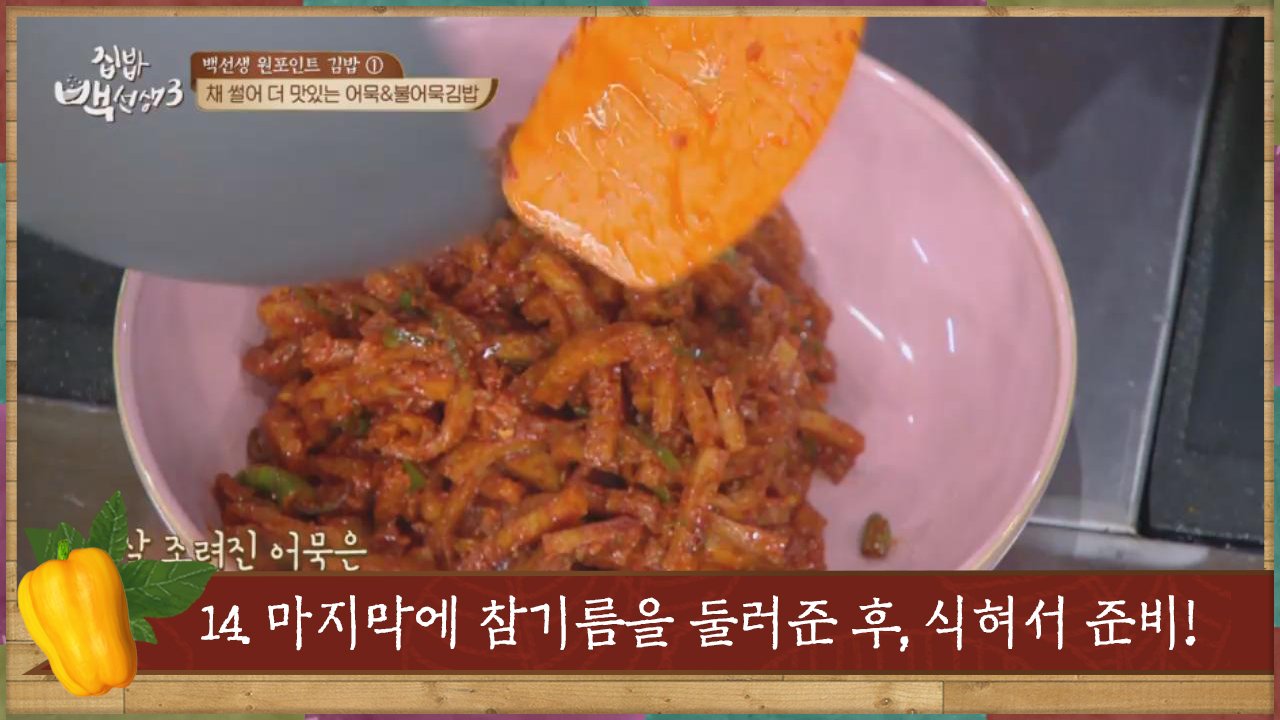 집밥
백선생3
백선생 원포인트 김밥 ①
채 썰어 더 맛있는 어묵&불어묵김밥
조려진 어묵은
14. 마지막에 참기름을 둘러준 후, 식혀서 준비!